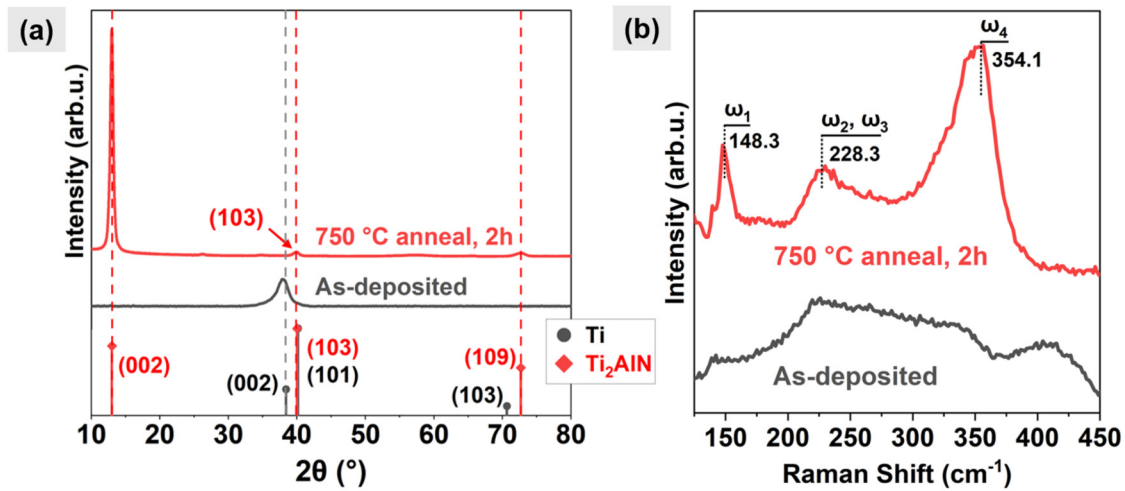 (a)
Intensity (arb.u.)
(103)
750 °C anneal, 2h
As-deposited
(002)
(002)
(103)
(101)
(109)
(103)
Ti
Ti₂AlN
10 20 30 40 50 60 70 80
2θ (°)
(b)
Intensity (arb.u.)
ω₁
148.3
ω₂, ω₃
228.3
ω₄
354.1
750 °C anneal, 2h
As-deposited
150 200 250 300 350 400 450
Raman Shift (cm⁻¹)